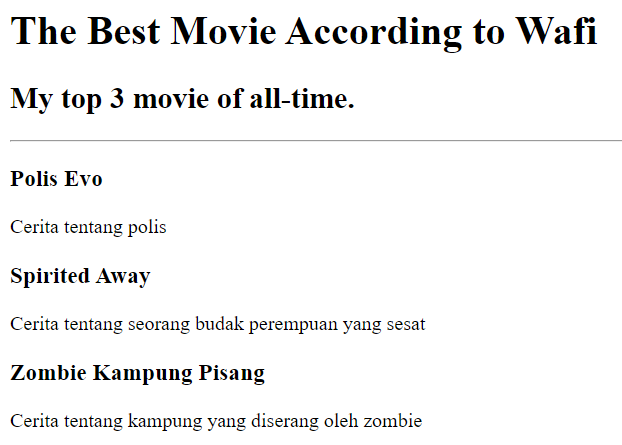 The Best Movie According to Wafi
My top 3 movie of all-time.
Polis Evo
Cerita tentang polis
Spirited Away
Cerita tentang seorang budak perempuan yang sesat
Zombie Kampung Pisang
Cerita tentang kampung yang diserang oleh zombie